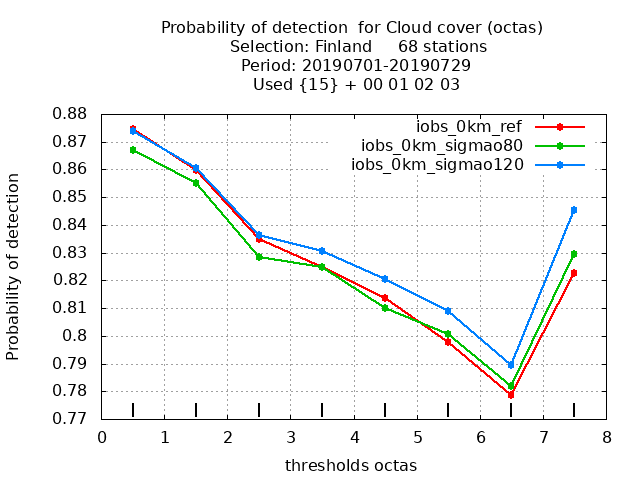 Probability of detection  for Cloud cover (octas)
Selection: Finland     68 stations
Period: 20190701-20190729
Used {15} + 00 01 02 03
iobs_0km_ref
iobs_0km_sigmao80
iobs_0km_sigmao120
Probability of detection
0.88
0.87
0.86
0.85
0.84
0.83
0.82
0.81
0.8
0.79
0.78
0.77
0 1 2 3 4 5 6 7 8
thresholds octas